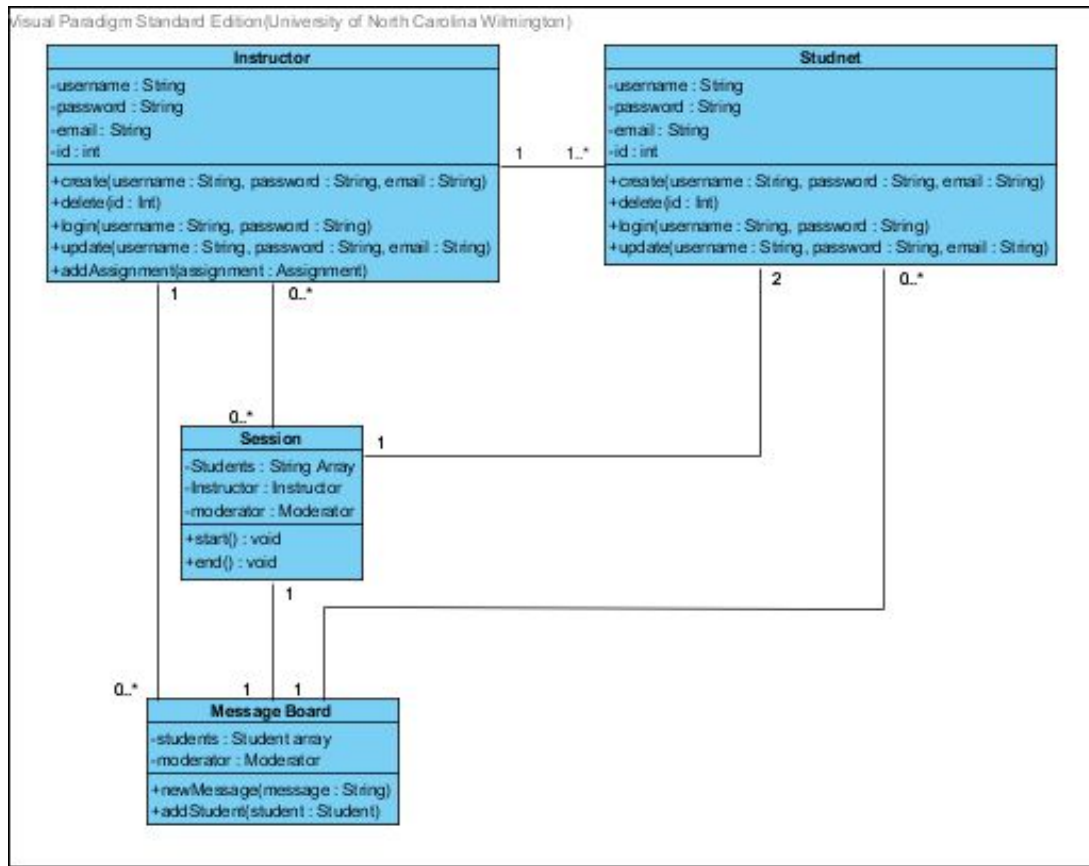 Visual Paradigm Standard Edition(University of North Carolina Wilmington)
Instructor
-username : String
-password : String
-email : String
-id : int
+create(username : String, password : String, email : String)
+delete(id : Int)
+login(username : String, password : String)
+update(username : String, password : String, email : String)
+addAssignment(assignment : Assignment)
Studnet
-username : String
-password : String
-email : String
-id : int
+create(username : String, password : String, email : String)
+delete(id : Int)
+login(username : String, password : String)
+update(username : String, password : String, email : String)
1 1..*
1 0..* 2 0..*
0..*
Session
-Students : String Array
-Instructor : Instructor
-moderator : Moderator
+start() : void
+end() : void
1
1
0..* 1 1
Message Board
-students : Student array
-moderator : Moderator
+newMessage(message : String)
+addStudent(student : Student)